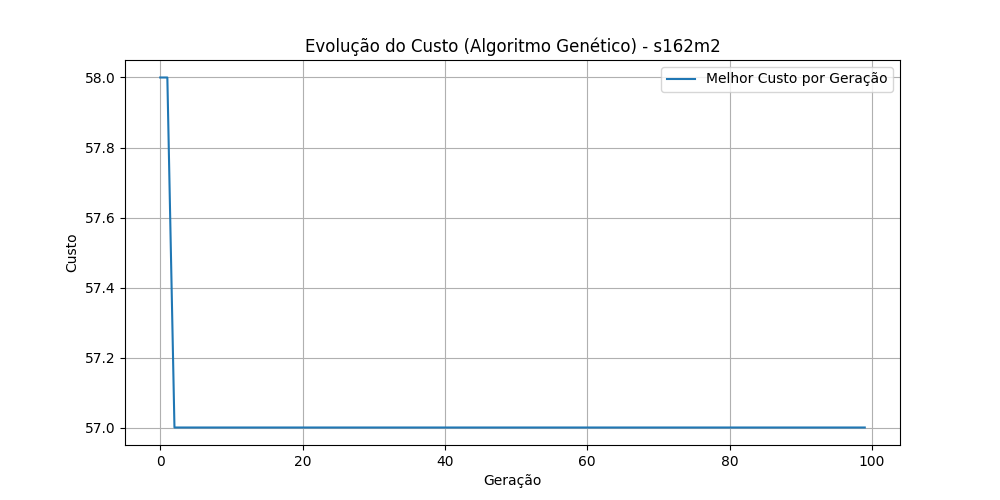 Evolução do Custo (Algoritmo Genético) - s162m2
Melhor Custo por Geração
58.0
57.8
57.6
57.4
57.2
57.0
Custo
0 20 40 60 80 100
Geração